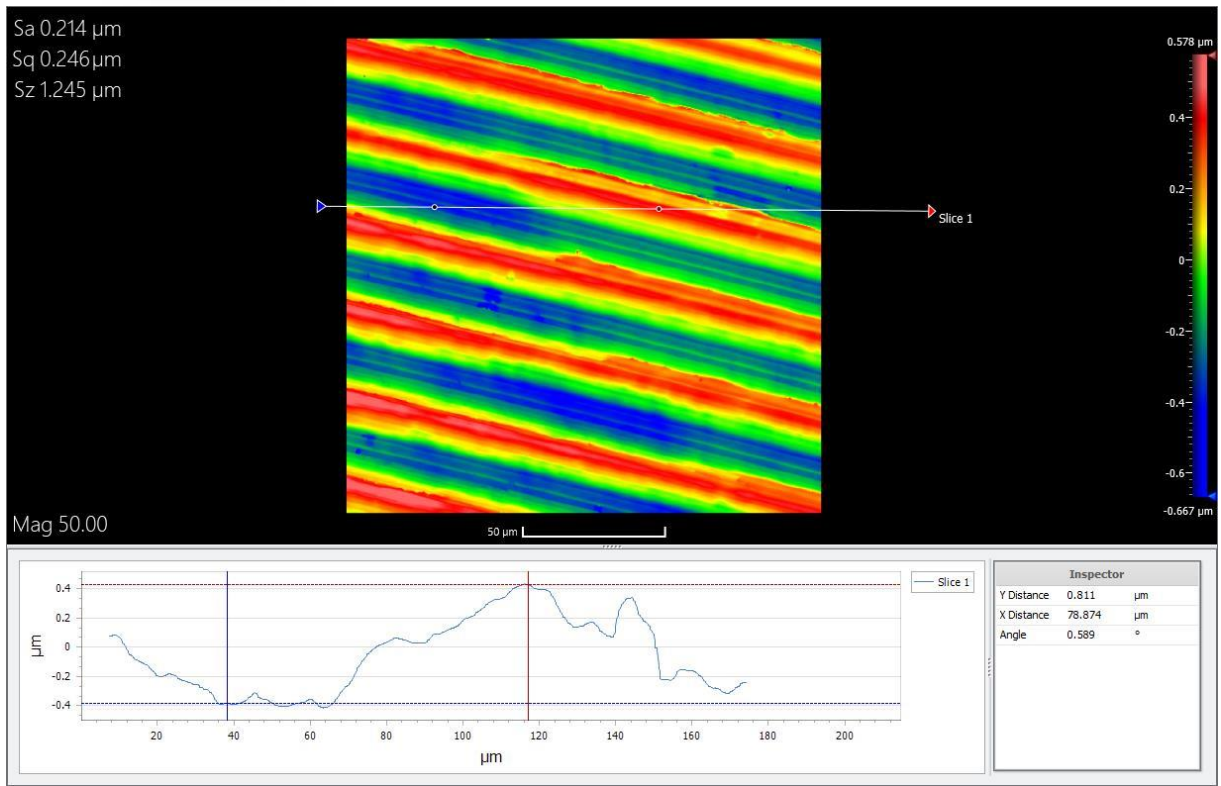 Sa 0.214 µm
Sq 0.246µm
Sz 1.245 µm
0.578 µm
0.4
0.2
0
-0.2
-0.4
-0.6
-0.667 µm
Slice 1
Mag 50.00
50 µm
0.4
0.2
0
-0.2
-0.4
µm
20 40 60 80 100 120 140 160 180 200
µm
Slice 1
Inspector
Y Distance 0.811 µm
X Distance 78.874 µm
Angle 0.589 °